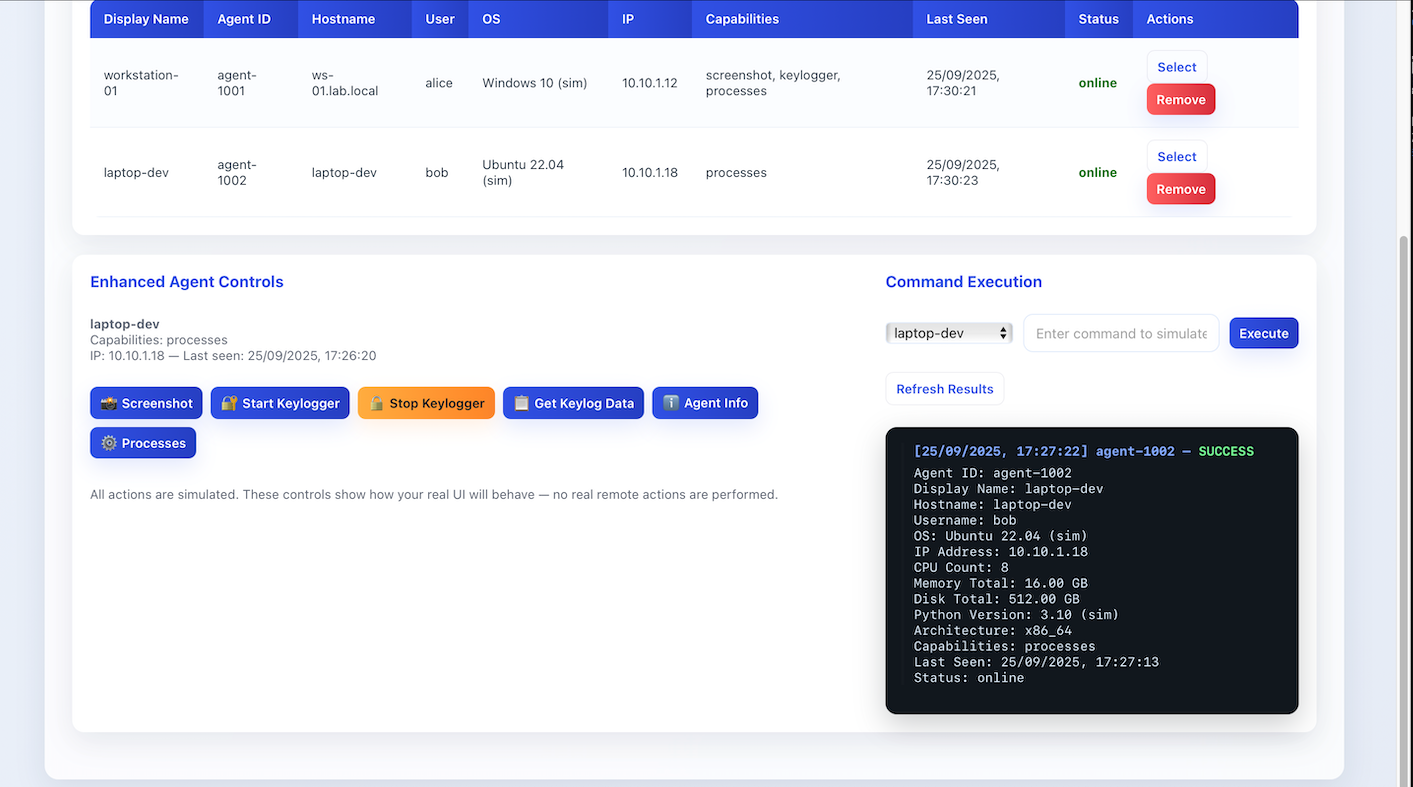 Display Name Agent ID Hostname User OS IP Capabilities Last Seen Status Actions
workstation-
01
agent-
1001
ws-
01.lab.local
alice
Windows 10 (sim)
10.10.1.12
screenshot, keylogger,
processes
25/09/2025,
17:30:21
online
Select
Remove
laptop-dev
agent-
1002
laptop-dev
bob
Ubuntu 22.04
(sim)
10.10.1.18
processes
25/09/2025,
17:30:23
online
Select
Remove
Enhanced Agent Controls
laptop-dev
Capabilities: processes
IP: 10.10.1.18 — Last seen: 25/09/2025, 17:26:20
📸 Screenshot
🔐 Start Keylogger
🔓 Stop Keylogger
📋 Get Keylog Data
ℹ️ Agent Info
⚙️ Processes
All actions are simulated. These controls show how your real UI will behave — no real remote actions are performed.
Command Execution
laptop-dev
Enter command to simulate
Execute
Refresh Results
[25/09/2025, 17:27:22] agent-1002 — SUCCESS
Agent ID: agent-1002
Display Name: laptop-dev
Hostname: laptop-dev
Username: bob
OS: Ubuntu 22.04 (sim)
IP Address: 10.10.1.18
CPU Count: 8
Memory Total: 16.00 GB
Disk Total: 512.00 GB
Python Version: 3.10 (sim)
Architecture: x86_64
Capabilities: processes
Last Seen: 25/09/2025, 17:27:13
Status: online